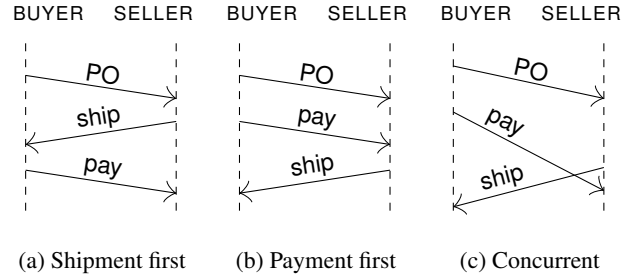 BUYER SELLER BUYER SELLER BUYER SELLER
PO PO PO
ship pay pay
pay ship ship
(a) Shipment first (b) Payment first (c) Concurrent